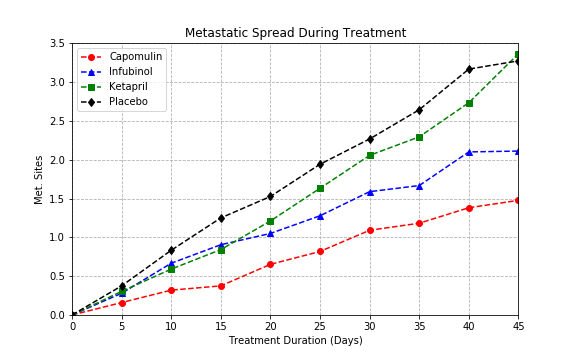 Metastatic Spread During Treatment
Capomulin
Infubinol
Ketapril
Placebo
Met. Sites
3.5
3.0
2.5
2.0
1.5
1.0
0.5
0.0
0 5 10 15 20 25 30 35 40 45
Treatment Duration (Days)